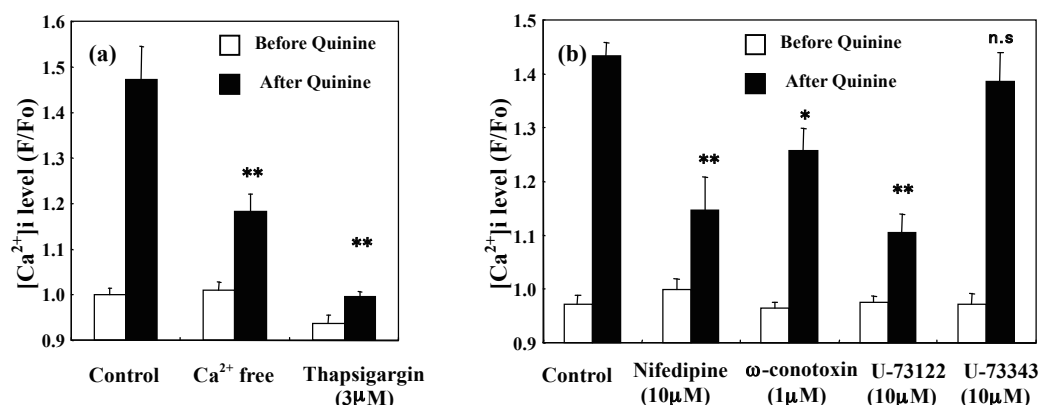 (a)
[Ca²⁺]i level (F/Fo)
1.6
1.5
1.4
1.3
1.2
1.1
1.0
0.9
Before Quinine
After Quinine
**
**
Control
Ca²⁺ free
Thapsigargin
(3μM)
(b)
[Ca²⁺]i level (F/Fo)
1.5
1.4
1.3
1.2
1.1
1.0
0.9
Before Quinine
After Quinine
**
*
**
n.s
Control
Nifedipine
(10μM)
ω-conotoxin
(1μM)
U-73122
(10μM)
U-73343
(10μM)